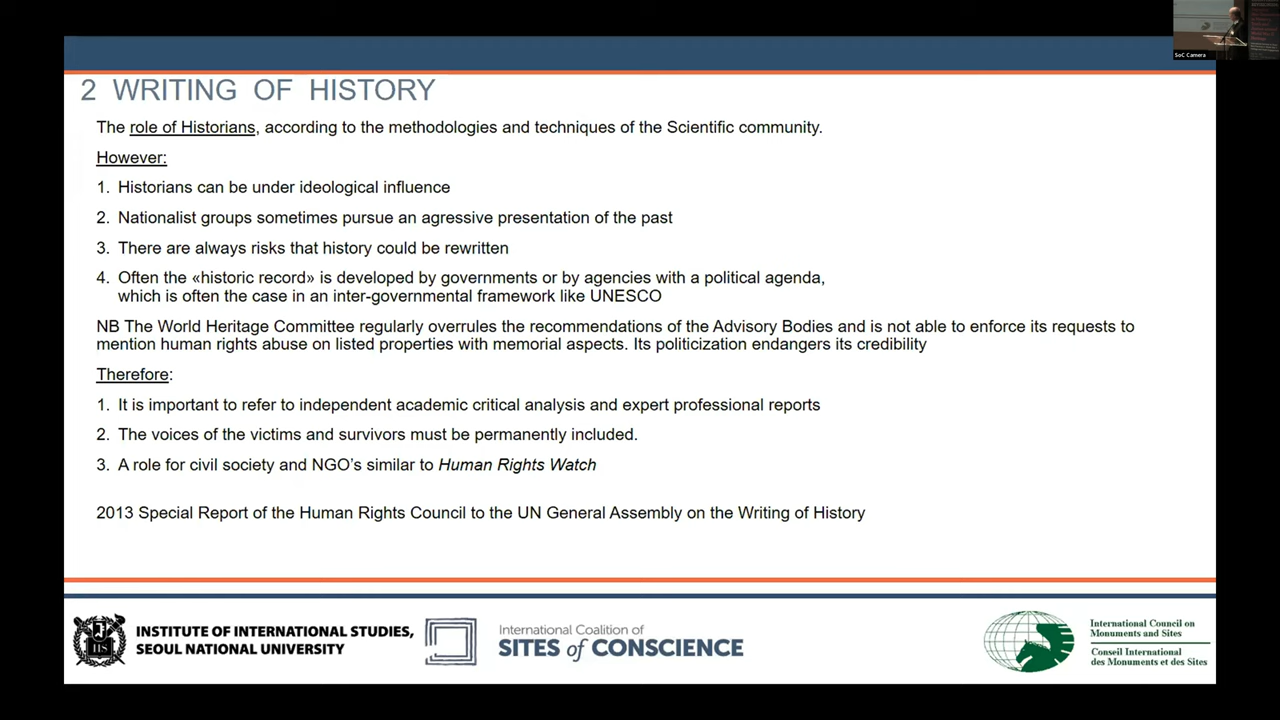 SoC Camera
2 WRITING OF HISTORY
The role of Historians, according to the methodologies and techniques of the Scientific community.
However:
1. Historians can be under ideological influence
2. Nationalist groups sometimes pursue an agressive presentation of the past
3. There are always risks that history could be rewritten
4. Often the «historic record» is developed by governments or by agencies with a political agenda,
which is often the case in an inter-governmental framework like UNESCO
NB The World Heritage Committee regularly overrules the recommendations of the Advisory Bodies and is not able to enforce its requests to
mention human rights abuse on listed properties with memorial aspects. Its politicization endangers its credibility
Therefore:
1. It is important to refer to independent academic critical analysis and expert professional reports
2. The voices of the victims and survivors must be permanently included.
3. A role for civil society and NGO's similar to Human Rights Watch
2013 Special Report of the Human Rights Council to the UN General Assembly on the Writing of History
INSTITUTE OF INTERNATIONAL STUDIES,
SEOUL NATIONAL UNIVERSITY
International Coalition of
SITES of CONSCIENCE
International Council on
Monuments and Sites
Conseil International
des Monuments et des Sites